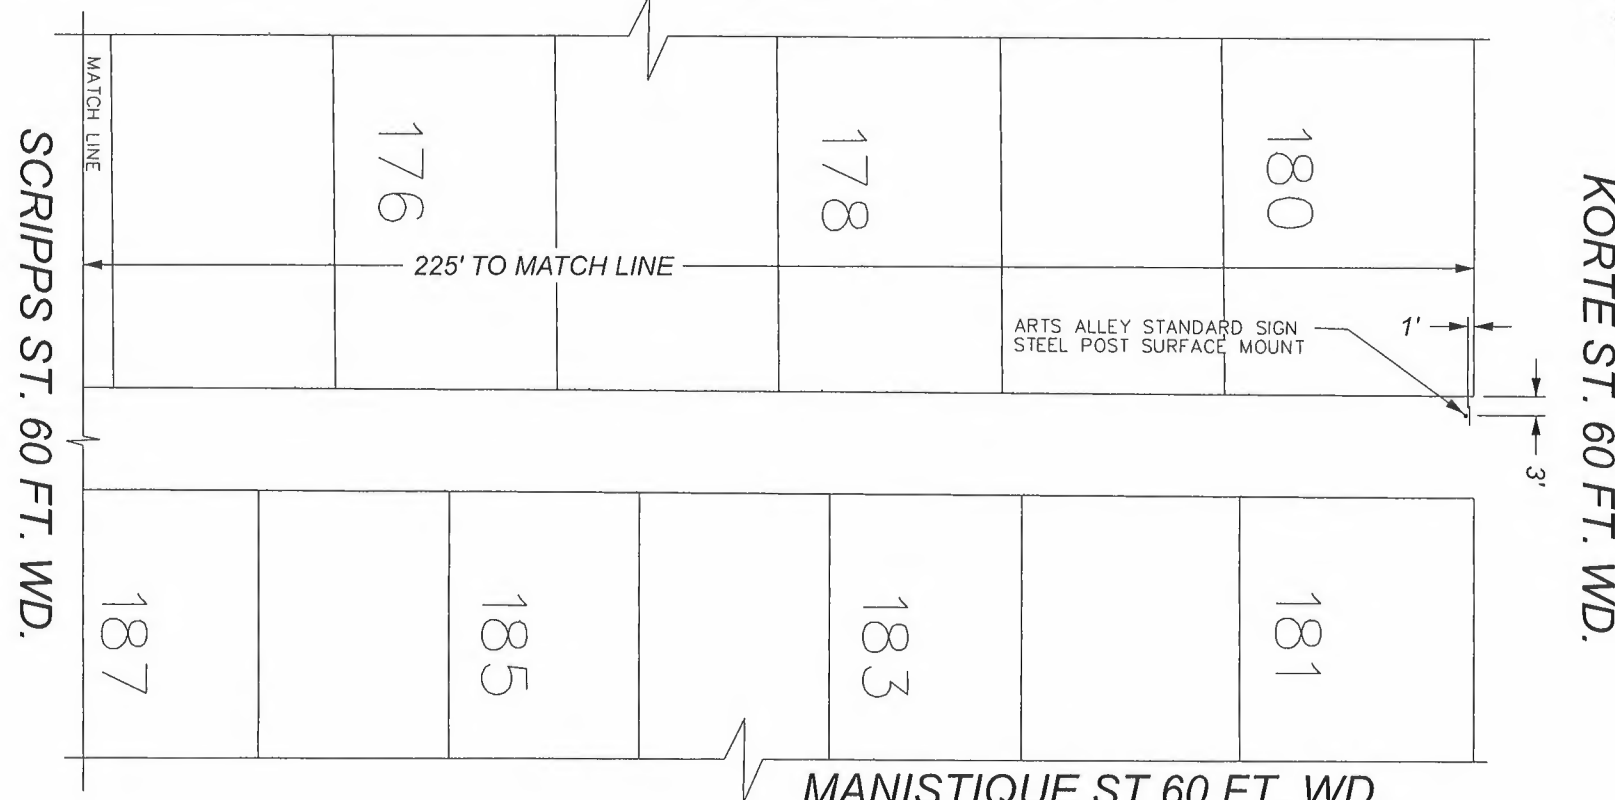 SCRIPPS ST. 60 FT. WD.
MATCH LINE
176
178
180
KORTE ST. 60 FT. WD.
225' TO MATCH LINE
ARTS ALLEY STANDARD SIGN
STEEL POST SURFACE MOUNT
1'
3'
187
185
183
181
MANISTIQUE ST 60 FT. WD